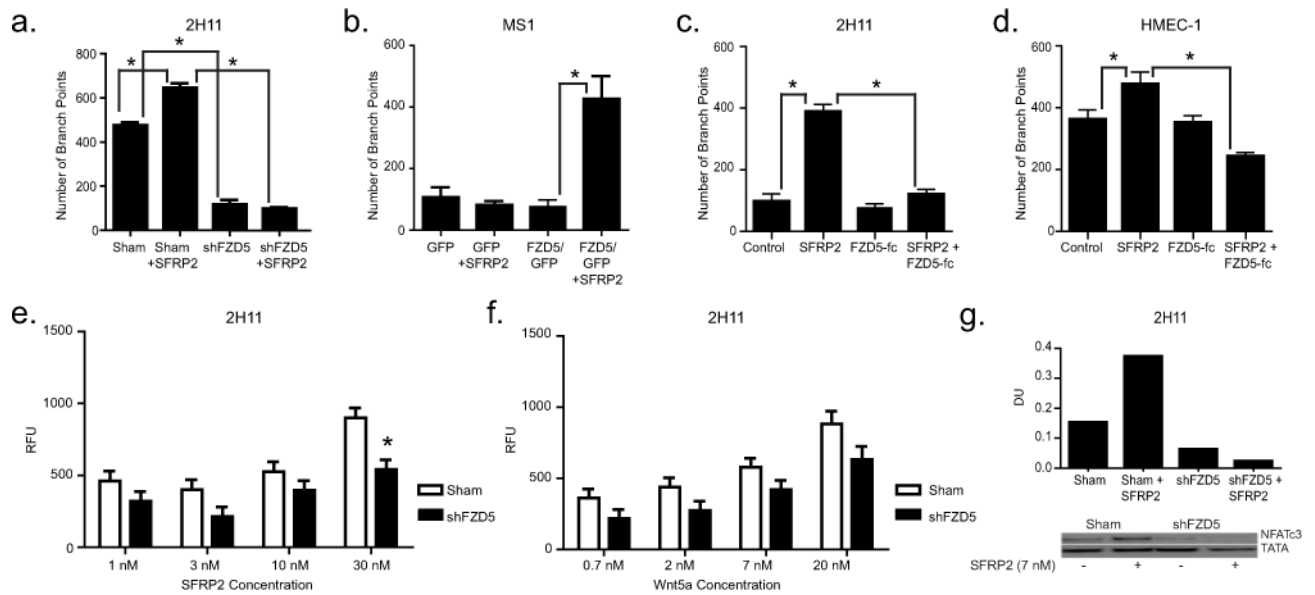 a.
2H11
Number of Branch Points
800
600
400
200
0
*
*
*
Sham
Sham
+SFRP2
shFZD5
shFZD5
+SFRP2
b.
MS1
Number of Branch Points
600
400
200
0
*
GFP
GFP
+SFRP2
FZD5/
GFP
FZD5/
GFP
+SFRP2
c.
2H11
Number of Branch Points
600
400
200
0
*
*
Control
SFRP2
FZD5-fc
SFRP2 +
FZD5-fc
d.
HMEC-1
Number of Branch Points
600
400
200
0
*
*
Control
SFRP2
FZD5-fc
SFRP2 +
FZD5-fc
e.
2H11
RFU
1500
1000
500
0
*
1 nM
3 nM
10 nM
30 nM
SFRP2 Concentration
Sham
shFZD5
f.
2H11
RFU
1500
1000
500
0
0.7 nM
2 nM
7 nM
20 nM
Wnt5a Concentration
Sham
shFZD5
g.
2H11
DU
0.4
0.3
0.2
0.1
0.0
Sham
Sham +
SFRP2
shFZD5
shFZD5
+ SFRP2
Sham
shFZD5
NFATc3
TATA
SFRP2 (7 nM) - + - +